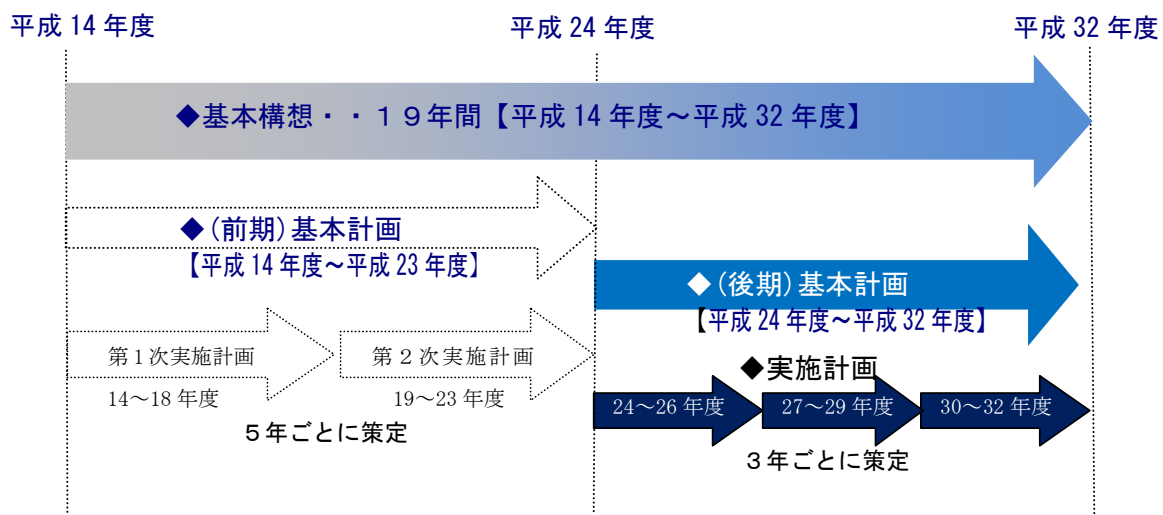 平成 14 年度
平成 24 年度
平成 32 年度
◆基本構想・・１９年間【平成 14 年度～平成 32 年度】
◆(前期)基本計画
【平成 14 年度～平成 23 年度】
◆(後期)基本計画
【平成 24 年度～平成 32 年度】
第１次実施計画
14～18 年度
第２次実施計画
19～23 年度
５年ごとに策定
◆実施計画
24～26 年度
27～29 年度
30～32 年度
３年ごとに策定